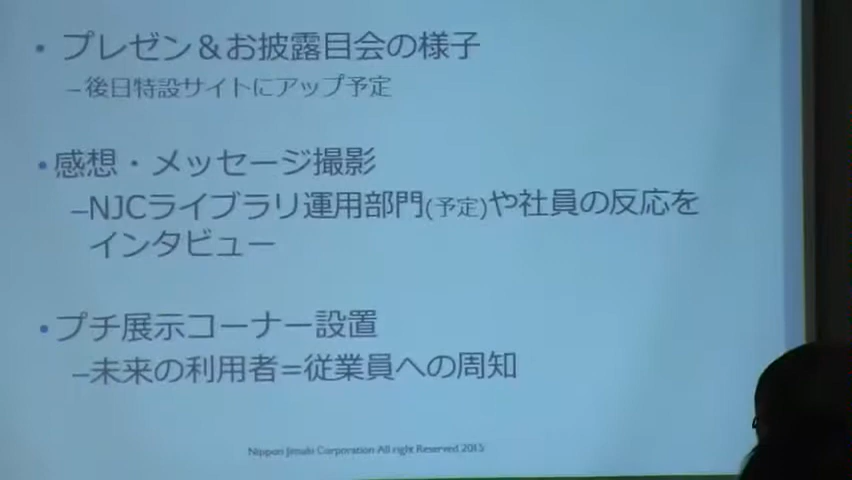 • プレゼン＆お披露目会の様子
–後日特設サイトにアップ予定
•感想・メッセージ撮影
–NJCライブラリ運用部門(予定)や社員の反応を
インタビュー
•プチ展示コーナー設置
–未来の利用者=従業員への周知
Nippon Jimuki Corporation All right Reserved 2015